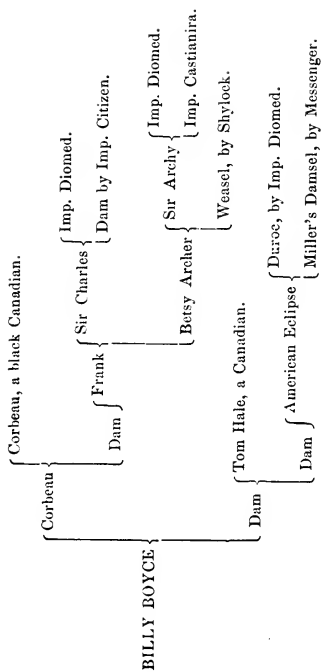 Corbeau, a black Canadian.
Imp. Diomed.
Sir Charles
Dam by Imp. Citizen.
Frank
Imp. Diomed.
Sir Archy
Imp. Castianira.
Betsy Archer
Weasel, by Shylock.
Dam
Corbeau
BILLY BOYCE
Tom Hale, a Canadian.
Dam
Duroc, by Imp. Diomed.
American Eclipse
Miller's Damsel, by Messenger.
Dam